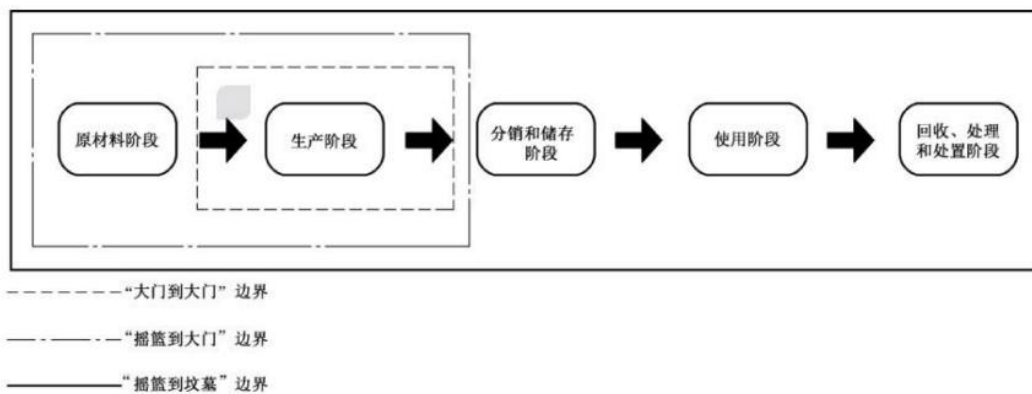 原材料阶段
生产阶段
分销和储存
阶段
使用阶段
回收、处理
和处置阶段
“大门到大门”边界
“摇篮到大门”边界
“摇篮到坟墓”边界